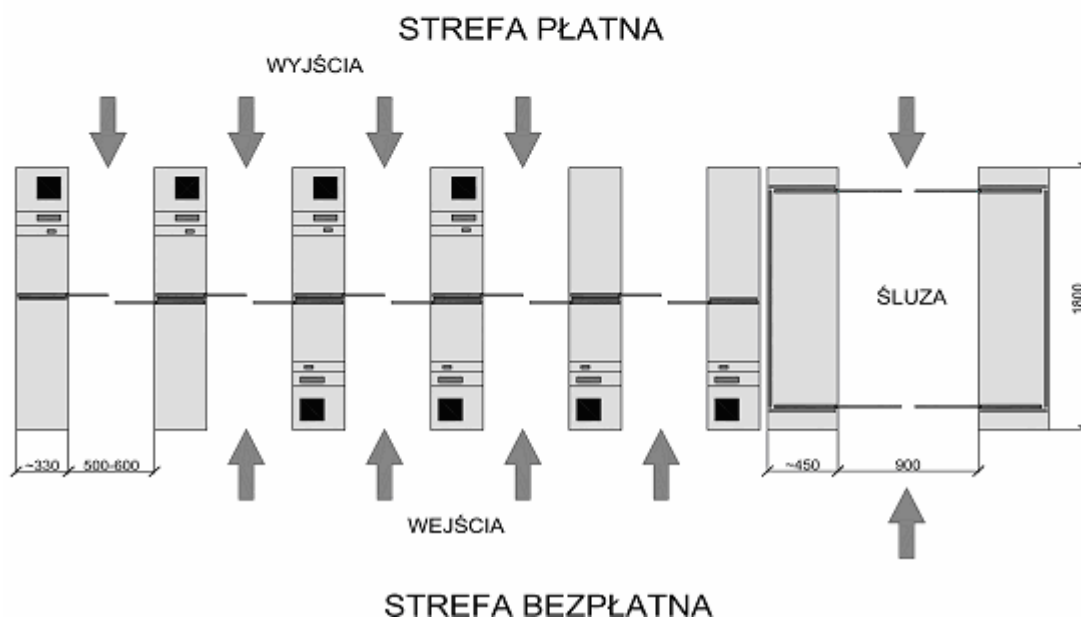 STREFA PŁATNA
WYJŚCIA
ŚLUZA
1800
~330
500-600
~450
900
WEJŚCIA
STREFA BEZPŁATNA